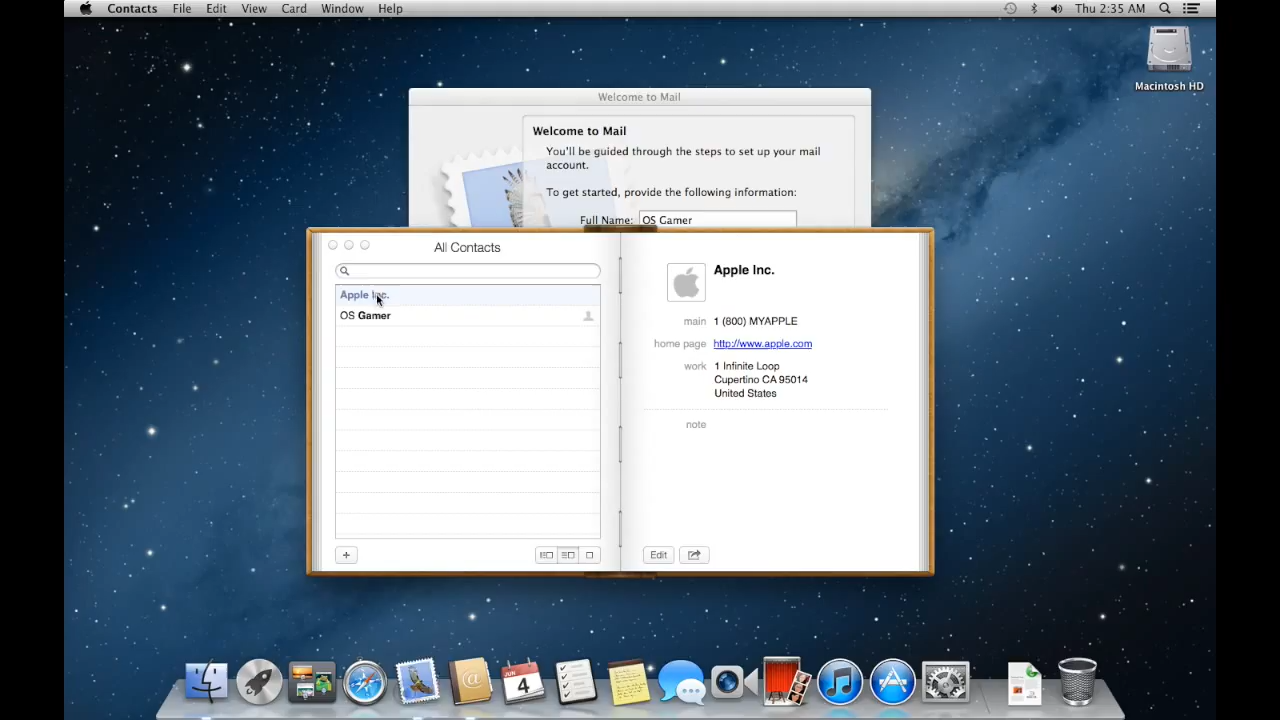 Contacts File Edit View Card Window Help Thu 2:35 AM
Macintosh HD
Welcome to Mail
Welcome to Mail
You'll be guided through the steps to set up your mail
account.
To get started, provide the following information:
Full Name: OS Gamer
All Contacts
Apple Inc.
OS Gamer
Apple Inc.
main 1 (800) MYAPPLE
home page http://www.apple.com
work 1 Infinite Loop
Cupertino CA 95014
United States
note
Edit
JUN
4